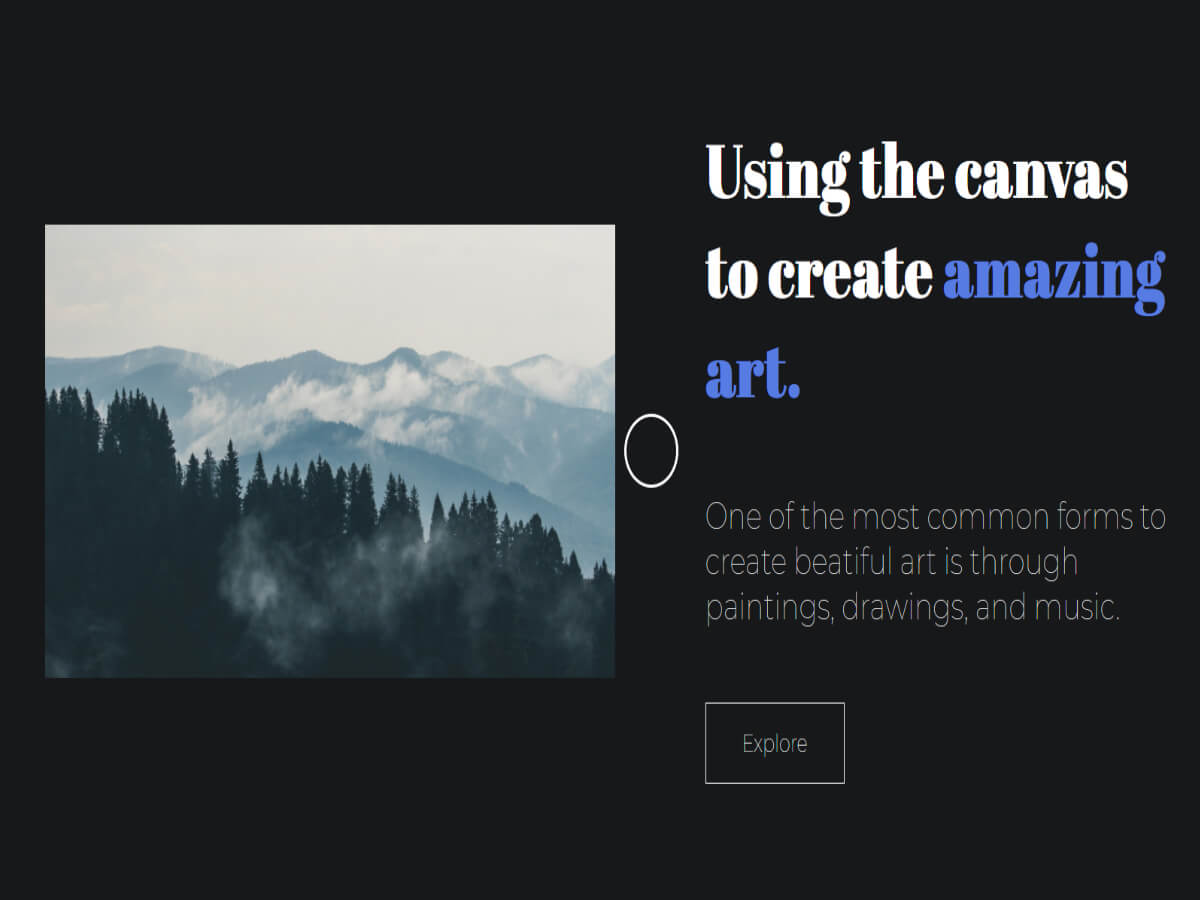 Using the canvas
to create amazing
art.
One of the most common forms to
create beatiful art is through
paintings, drawings, and music.
Explore